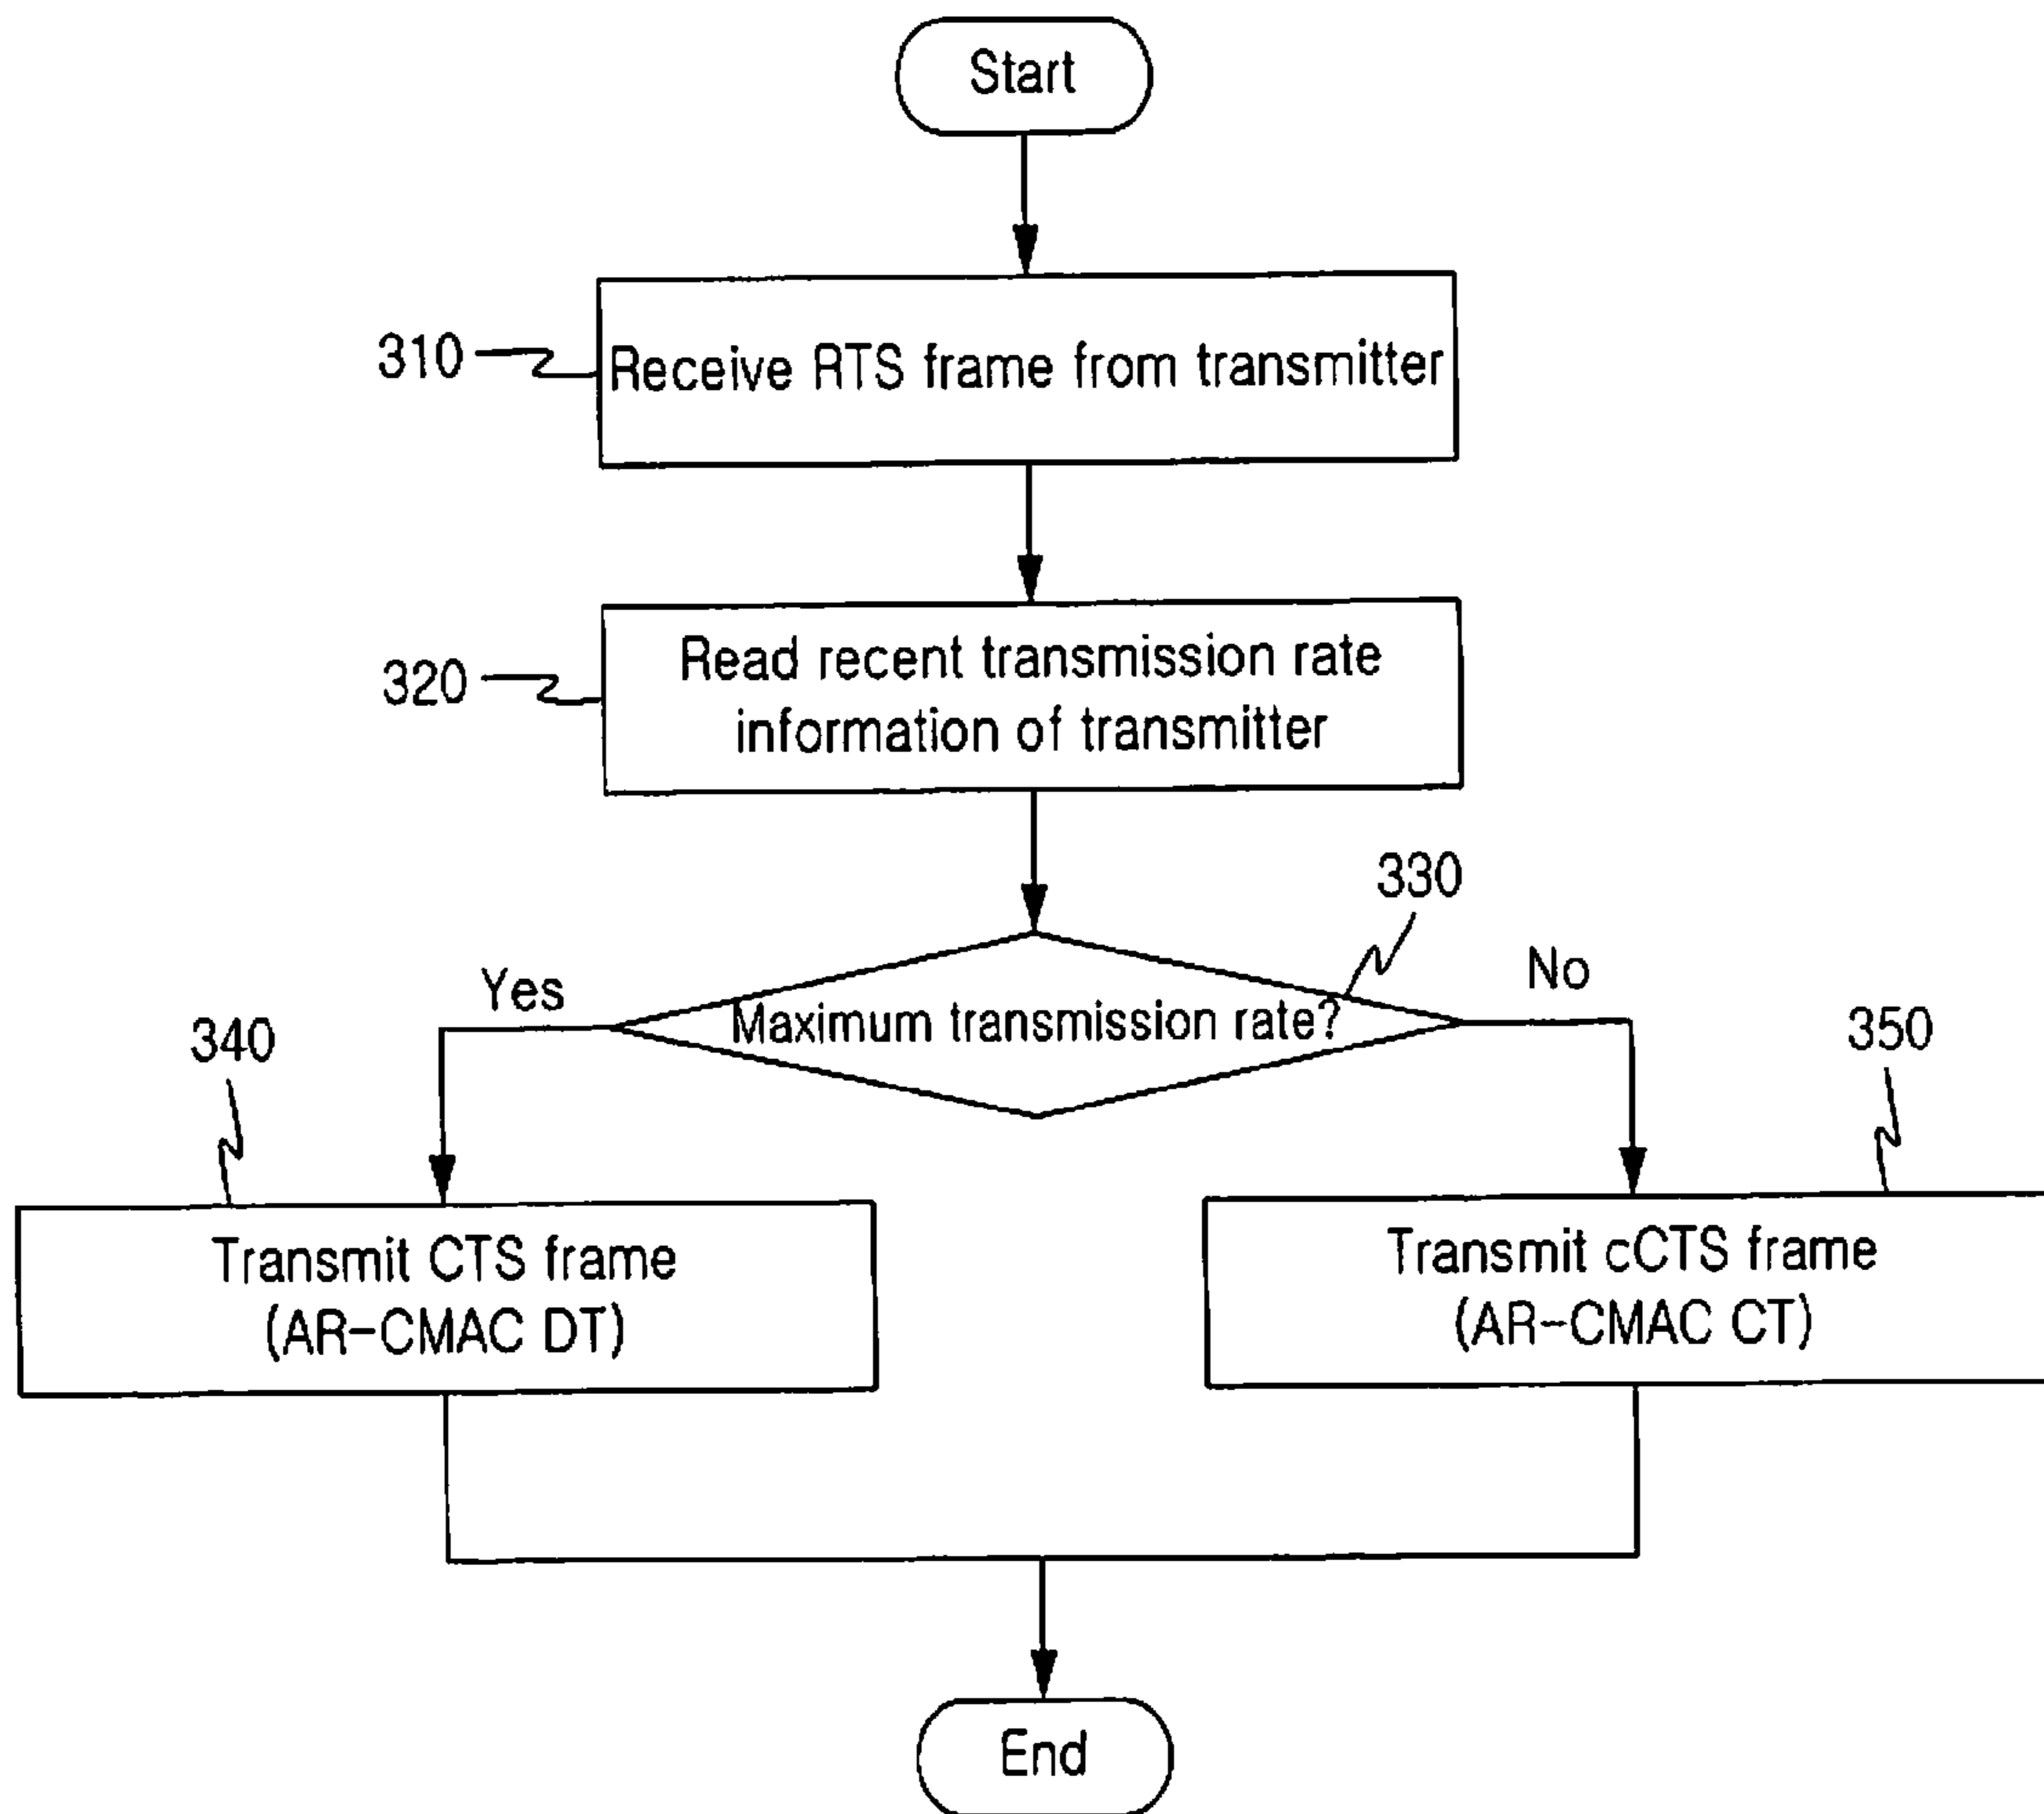 Start
310
Receive RTS frame from transmitter
320
Read recent transmission rate
information of transmitter
330
Yes
Maximum transmission rate?
No
340
350
Transmit CTS frame
(AR-CMAC DT)
Transmit cCTS frame
(AR-CMAC CT)
End